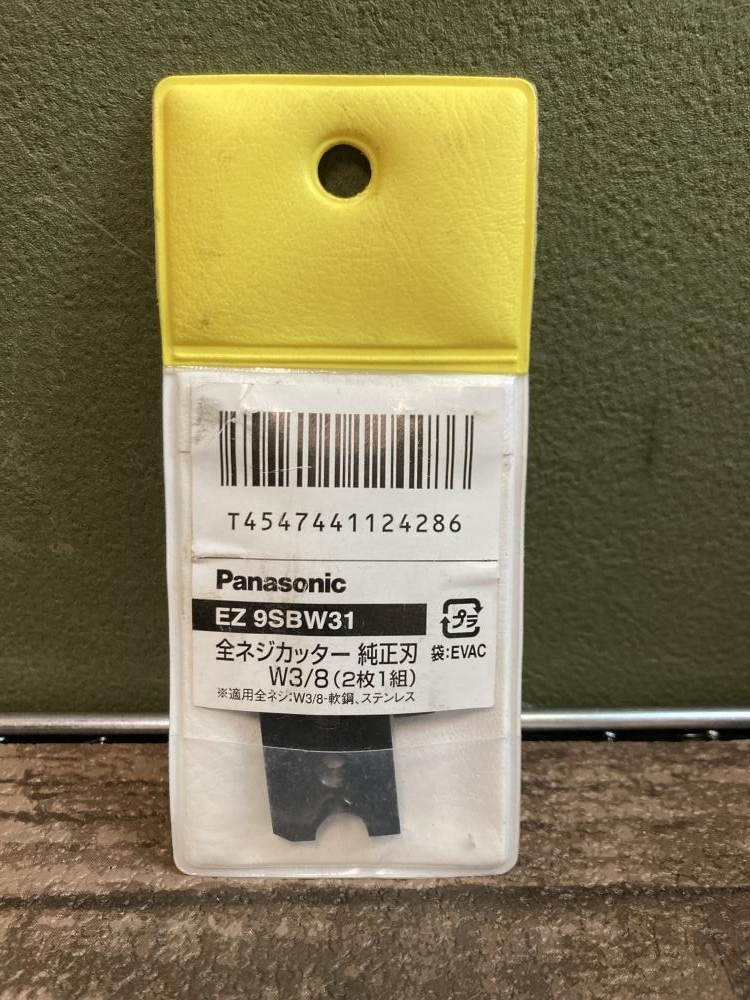 T4547441124286
Panasonic
EZ 9SBW31
全ネジカッター 純正刃
W3/8(2枚1組)
※適用全ネジ:W3/8-軟鋼、ステンレス
プラ
袋:EVAC